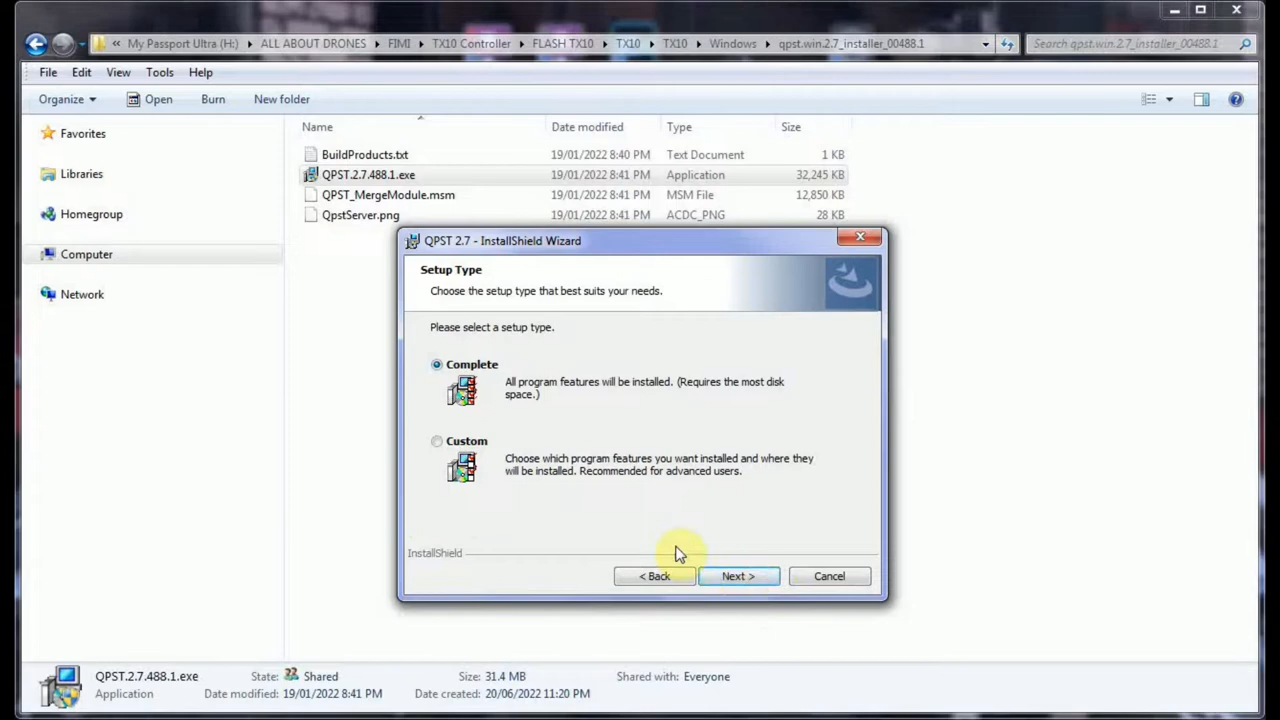 « My Passport Ultra (H:) ▸ ALL ABOUT DRONES ▸ FIMI ▸ TX10 Controller ▸ FLASH TX10 ▸ TX10 ▸ TX10 ▸ Windows ▸ qpst.win.2.7_installer_00488.1
Search qpst.win.2.7_installer_00488.1
File Edit View Tools Help
Organize Open Burn New folder
Favorites
Libraries
Homegroup
Computer
Network
Name Date modified Type Size
BuildProducts.txt 19/01/2022 8:40 PM Text Document 1 KB
QPST.2.7.488.1.exe 19/01/2022 8:41 PM Application 32,245 KB
QPST_MergeModule.msm 19/01/2022 8:41 PM MSM File 12,850 KB
QpstServer.png 19/01/2022 8:41 PM ACDC_PNG 28 KB
QPST 2.7 - InstallShield Wizard
Setup Type
Choose the setup type that best suits your needs.
Please select a setup type.
Complete
All program features will be installed. (Requires the most disk
space.)
Custom
Choose which program features you want installed and where they
will be installed. Recommended for advanced users.
InstallShield
< Back Next > Cancel
QPST.2.7.488.1.exe State: Shared Size: 31.4 MB Shared with: Everyone
Application Date modified: 19/01/2022 8:41 PM Date created: 20/06/2022 11:20 PM